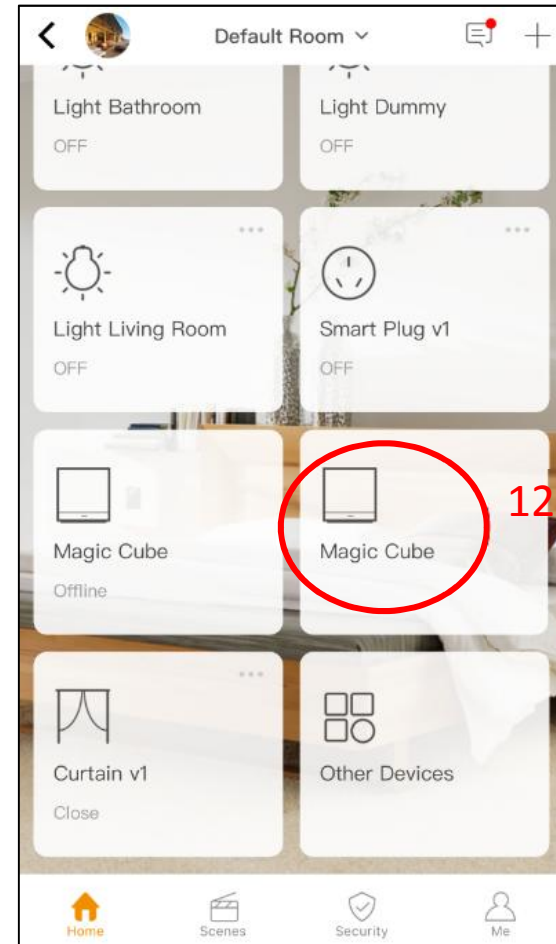 Default Room
Light Bathroom
OFF
Light Dummy
OFF
Light Living Room
OFF
Smart Plug v1
OFF
Magic Cube
Offline
Magic Cube
12
Curtain v1
Close
Other Devices
Home
Scenes
Security
Me